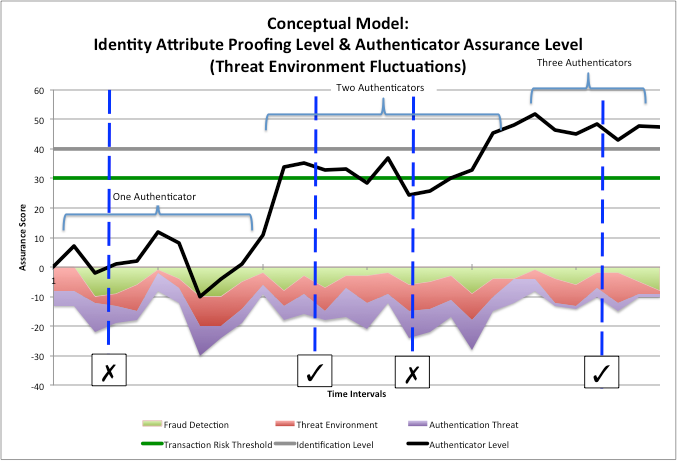 Conceptual Model:
Identity Attribute Proofing Level & Authenticator Assurance Level
(Threat Environment Fluctuations)
Three Authenticators
Two Authenticators
One Authenticator
Assurance Score
60
50
40
30
20
10
0
-10
-20
-30
-40
1
✗ ✓ ✗ ✓
Time Intervals
Fraud Detection Threat Environment Authentication Threat
Transaction Risk Threshold Identification Level Authenticator Level